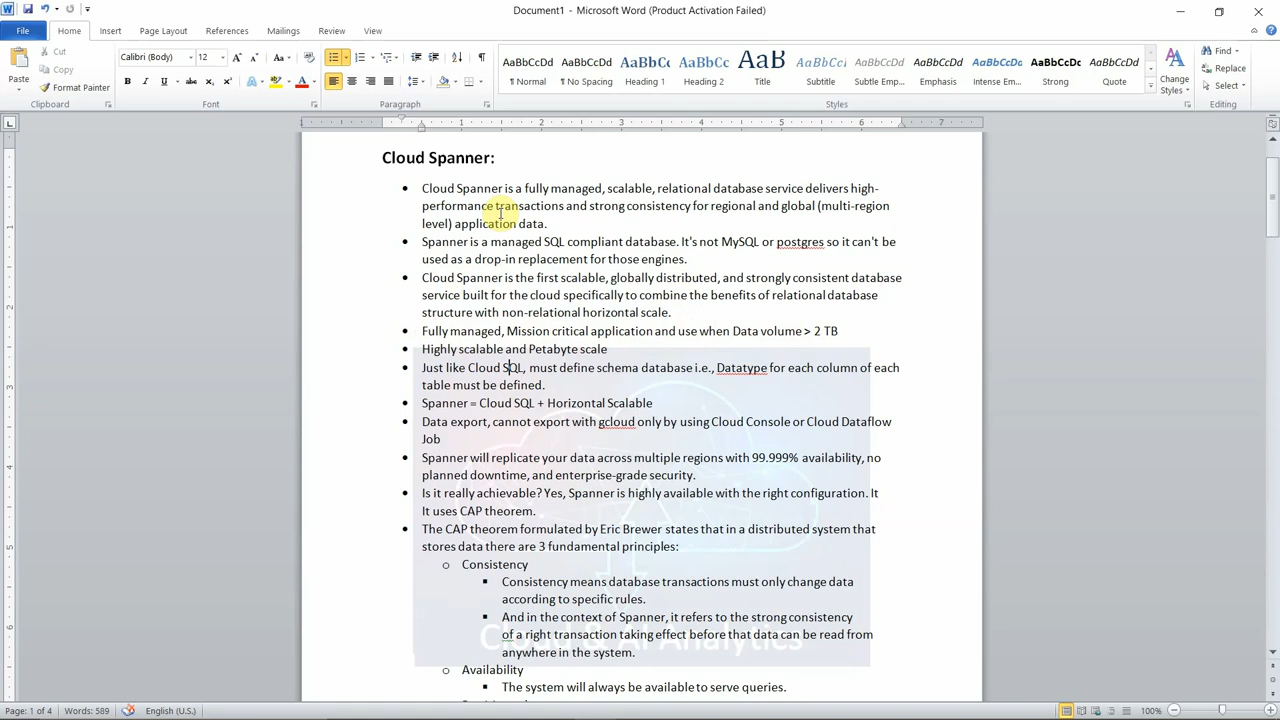 Document1 - Microsoft Word (Product Activation Failed)
File Home Insert Page Layout References Mailings Review View
Cut
Copy
Format Painter
Paste
Clipboard
Calibri (Body) 12
Font
Paragraph
AaBbCcDd AaBbCcDd AaBbC AaBbCc AaB AaBbCcI AaBbCcDd AaBbCcDd AaBbCcDd AaBbCcDc AaBbCcDd
¶ Normal ¶ No Spacing Heading 1 Heading 2 Title Subtitle Subtle Emp... Emphasis Intense Em... Strong Quote
Styles
Change
Styles
Find
Replace
Select
Editing
Cloud Spanner:
• Cloud Spanner is a fully managed, scalable, relational database service delivers high-
performance transactions and strong consistency for regional and global (multi-region
level) application data.
• Spanner is a managed SQL compliant database. It's not MySQL or postgres so it can't be
used as a drop-in replacement for those engines.
• Cloud Spanner is the first scalable, globally distributed, and strongly consistent database
service built for the cloud specifically to combine the benefits of relational database
structure with non-relational horizontal scale.
• Fully managed, Mission critical application and use when Data volume > 2 TB
• Highly scalable and Petabyte scale
• Just like Cloud SQL, must define schema database i.e., Datatype for each column of each
table must be defined.
• Spanner = Cloud SQL + Horizontal Scalable
• Data export, cannot export with gcloud only by using Cloud Console or Cloud Dataflow
Job
• Spanner will replicate your data across multiple regions with 99.999% availability, no
planned downtime, and enterprise-grade security.
• Is it really achievable? Yes, Spanner is highly available with the right configuration. It
It uses CAP theorem.
• The CAP theorem formulated by Eric Brewer states that in a distributed system that
stores data there are 3 fundamental principles:
o Consistency
▪ Consistency means database transactions must only change data
according to specific rules.
▪ And in the context of Spanner, it refers to the strong consistency
of a right transaction taking effect before that data can be read from
anywhere in the system.
Cloud & AI Analytics
o Availability
▪ The system will always be available to serve queries.
Page: 1 of 4 Words: 589 English (U.S.) 100%